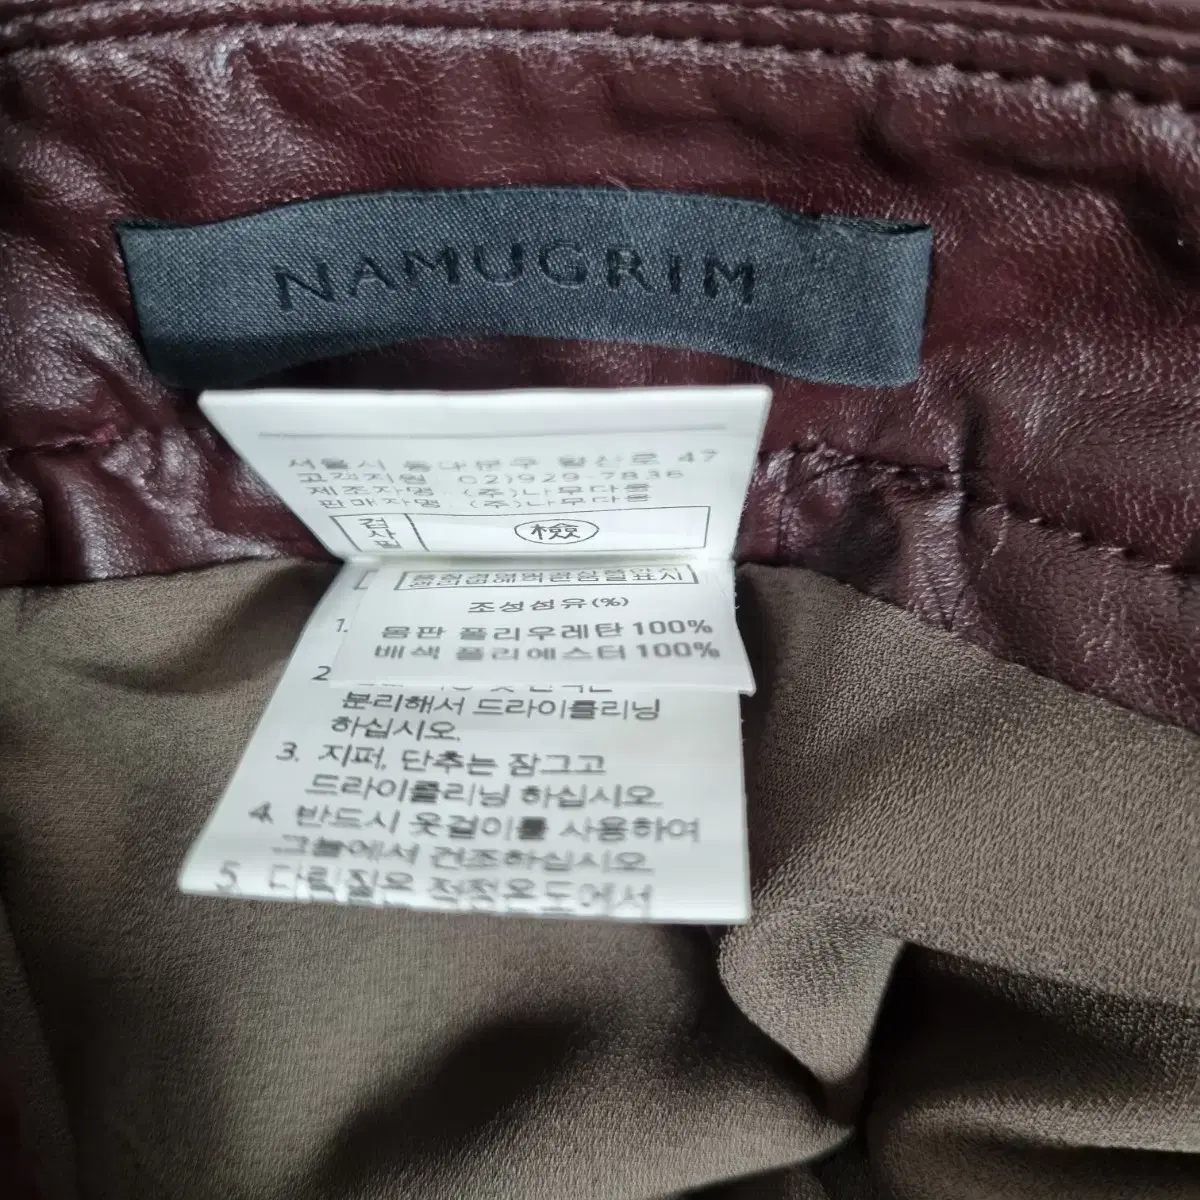 NAMUGRIM
서울시 동대문구 왕산로 47
고객지원 02)929-7836
제조자명 (주)나무다움
판매자명 (주)나무다움
검사필
檢
조성섬유(%)
1.
몸판 폴리우레탄 100%
배색 폴리에스터 100%
2
분리해서 드라이클리닝
하십시오.
3. 지퍼, 단추는 잠그고
드라이클리닝 하십시오
4. 반드시 옷걸이를 사용하여
그늘에서 건조하십시오
5. 다림질은 적정온도에서